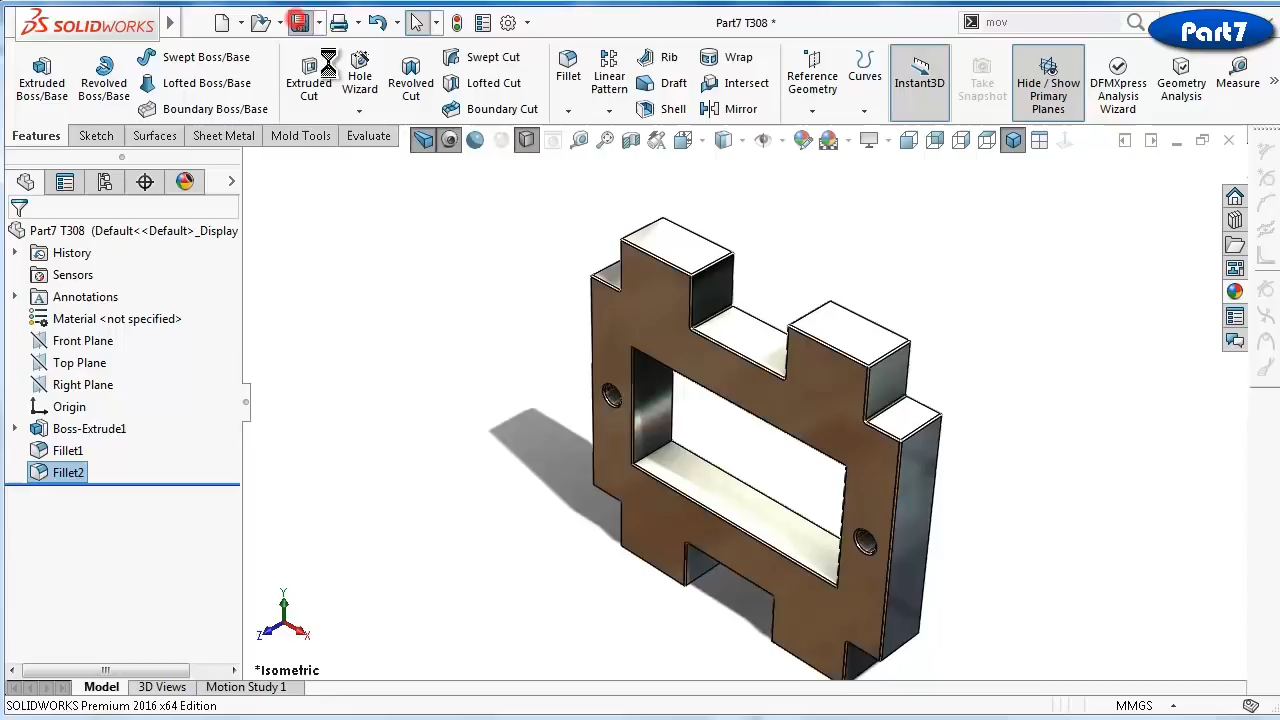 SOLIDWORKS
Part7 T308 *
mov
Part7
Extruded Boss/Base
Revolved Boss/Base
Swept Boss/Base
Lofted Boss/Base
Boundary Boss/Base
Extruded Cut
Hole Wizard
Revolved Cut
Swept Cut
Lofted Cut
Boundary Cut
Fillet
Linear Pattern
Rib
Draft
Shell
Wrap
Intersect
Mirror
Reference Geometry
Curves
Instant3D
Take Snapshot
Hide / Show Primary Planes
DFMXpress Analysis Wizard
Geometry Analysis
Measure
Features
Sketch
Surfaces
Sheet Metal
Mold Tools
Evaluate
Part7 T308 (Default<<Default>_Display
History
Sensors
Annotations
Material <not specified>
Front Plane
Top Plane
Right Plane
Origin
Boss-Extrude1
Fillet1
Fillet2
Y
Z
X
*Isometric
Model
3D Views
Motion Study 1
SOLIDWORKS Premium 2016 x64 Edition
MMGS